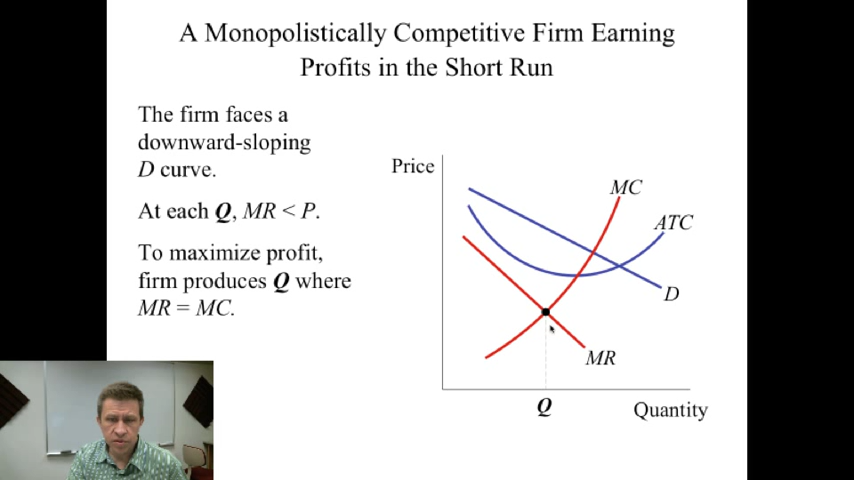 A Monopolistically Competitive Firm Earning
Profits in the Short Run
The firm faces a
downward-sloping
D curve.
At each Q, MR < P.
To maximize profit,
firm produces Q where
MR = MC.
Price
MC
ATC
D
MR
Q
Quantity